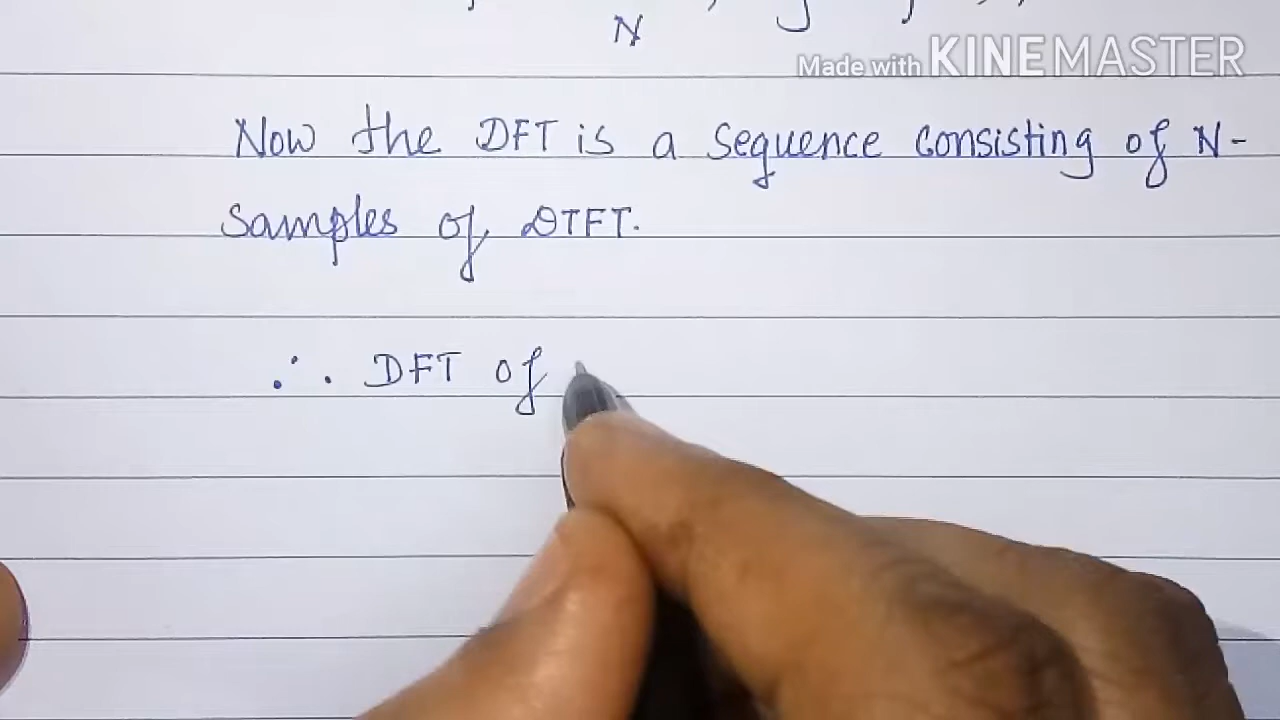 N
Made with KINEMASTER
Now the DFT is a sequence consisting of N-
samples of DTFT.
∴ DFT of